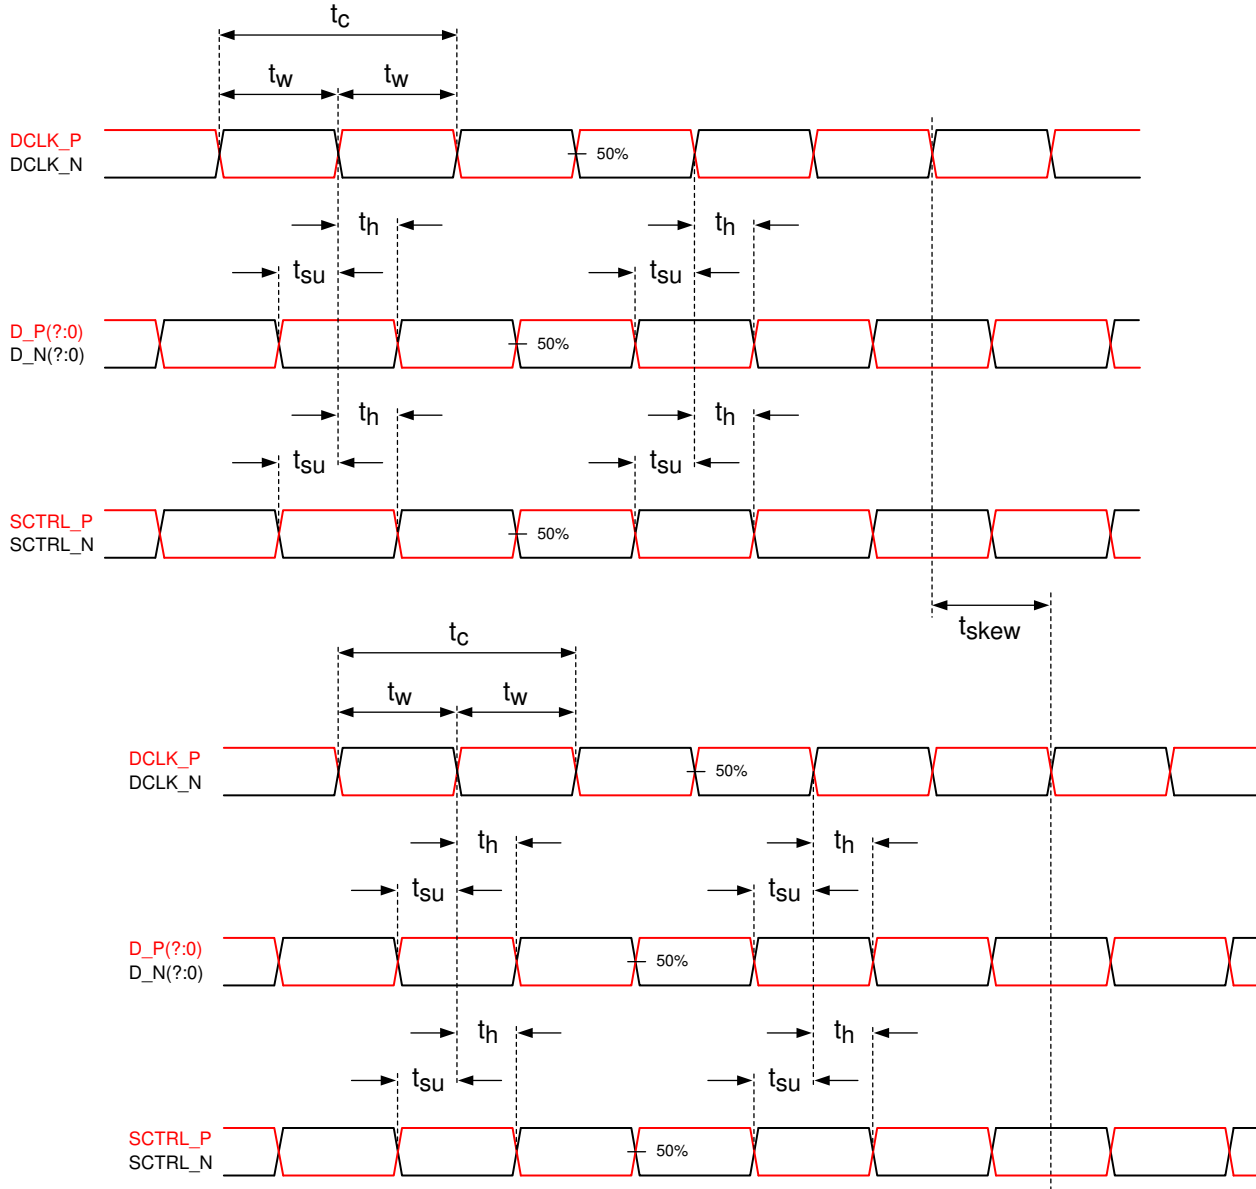 tc
tw tw
DCLK_P
DCLK_N
50%
th th
tsu tsu
D_P(?:0)
D_N(?:0)
50%
th th
tsu tsu
SCTRL_P
SCTRL_N
50%
tskew
tc
tw tw
DCLK_P
DCLK_N
50%
th th
tsu tsu
D_P(?:0)
D_N(?:0)
50%
th th
tsu tsu
SCTRL_P
SCTRL_N
50%